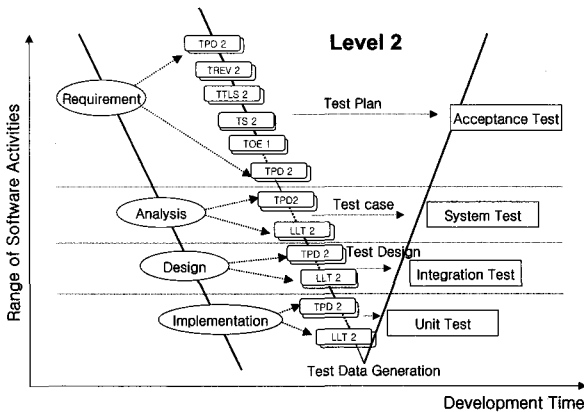 Level 2
TPD 2
TREV 2
TTLS 2
TS 2
TOE 1
TPD 2
Requirement
Test Plan
Acceptance Test
TPD2
LLT 2
Analysis
Test case
System Test
TPD 2
LLT 2
Design
Test Design
Integration Test
TPD 2
LLT 2
Implementation
Unit Test
Test Data Generation
Range of Software Activities
Development Time